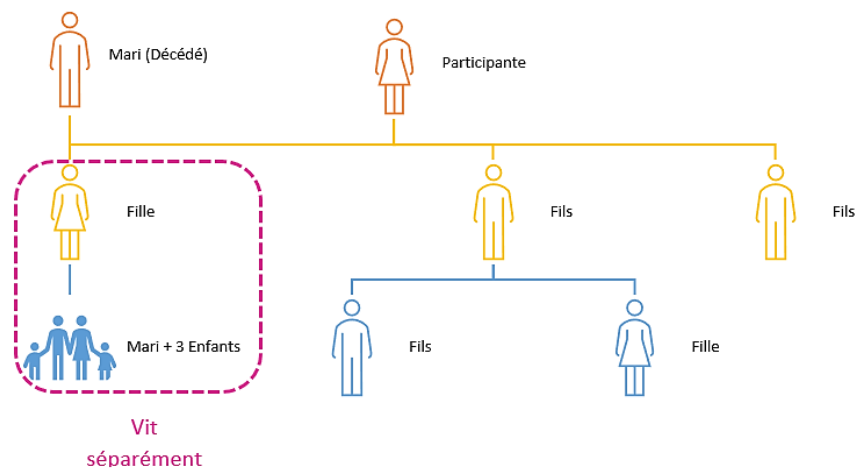 Mari (Décédé)
Participante
Fille
Fils
Fils
Mari + 3 Enfants
Fils
Fille
Vit
séparément